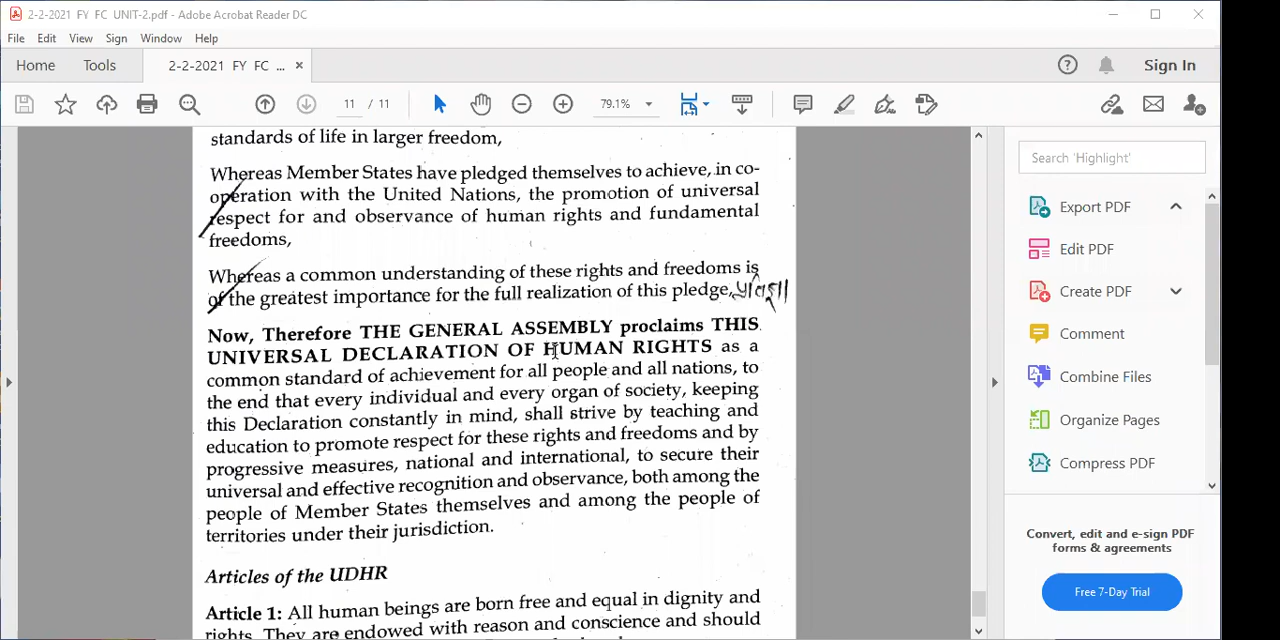 2-2-2021 FY FC UNIT-2.pdf - Adobe Acrobat Reader DC
File Edit View Sign Window Help
Home Tools 2-2-2021 FY FC ... × Sign In
11 / 11 79.1%
standards of life in larger freedom,
Whereas Member States have pledged themselves to achieve, in co-
operation with the United Nations, the promotion of universal
respect for and observance of human rights and fundamental
freedoms,
Whereas a common understanding of these rights and freedoms is
of the greatest importance for the full realization of this pledge, प्रतिज्ञा
Now, Therefore THE GENERAL ASSEMBLY proclaims THIS
UNIVERSAL DECLARATION OF HUMAN RIGHTS as a
common standard of achievement for all people and all nations, to
the end that every individual and every organ of society, keeping
this Declaration constantly in mind, shall strive by teaching and
education to promote respect for these rights and freedoms and by
progressive measures, national and international, to secure their
universal and effective recognition and observance, both among the
people of Member States themselves and among the people of
territories under their jurisdiction.
Articles of the UDHR
Article 1: All human beings are born free and equal in dignity and
rights. They are endowed with reason and conscience and should
Search 'Highlight'
Export PDF
Edit PDF
Create PDF
Comment
Combine Files
Organize Pages
Compress PDF
Convert, edit and e-sign PDF
forms & agreements
Free 7-Day Trial